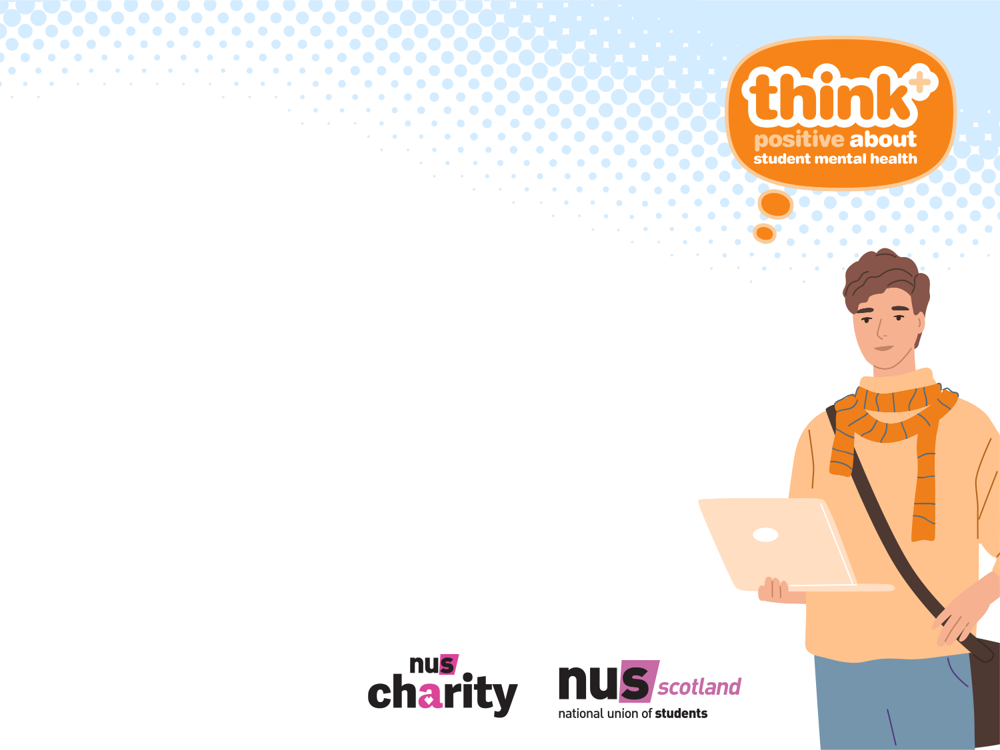 think+
positive about
student mental health
nus
charity
nus scotland
national union of students